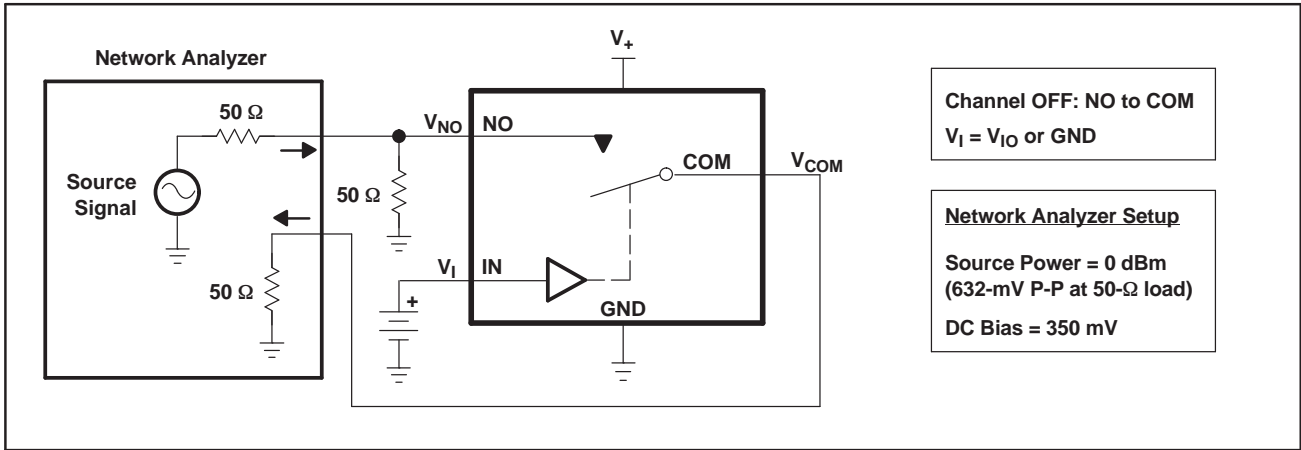 Network Analyzer
50 Ω
Source
Signal
50 Ω
50 Ω
V+
VNO
NO
COM
VCOM
VI
IN
+
GND
Channel OFF: NO to COM
VI = VIO or GND
Network Analyzer Setup
Source Power = 0 dBm
(632-mV P-P at 50-Ω load)
DC Bias = 350 mV